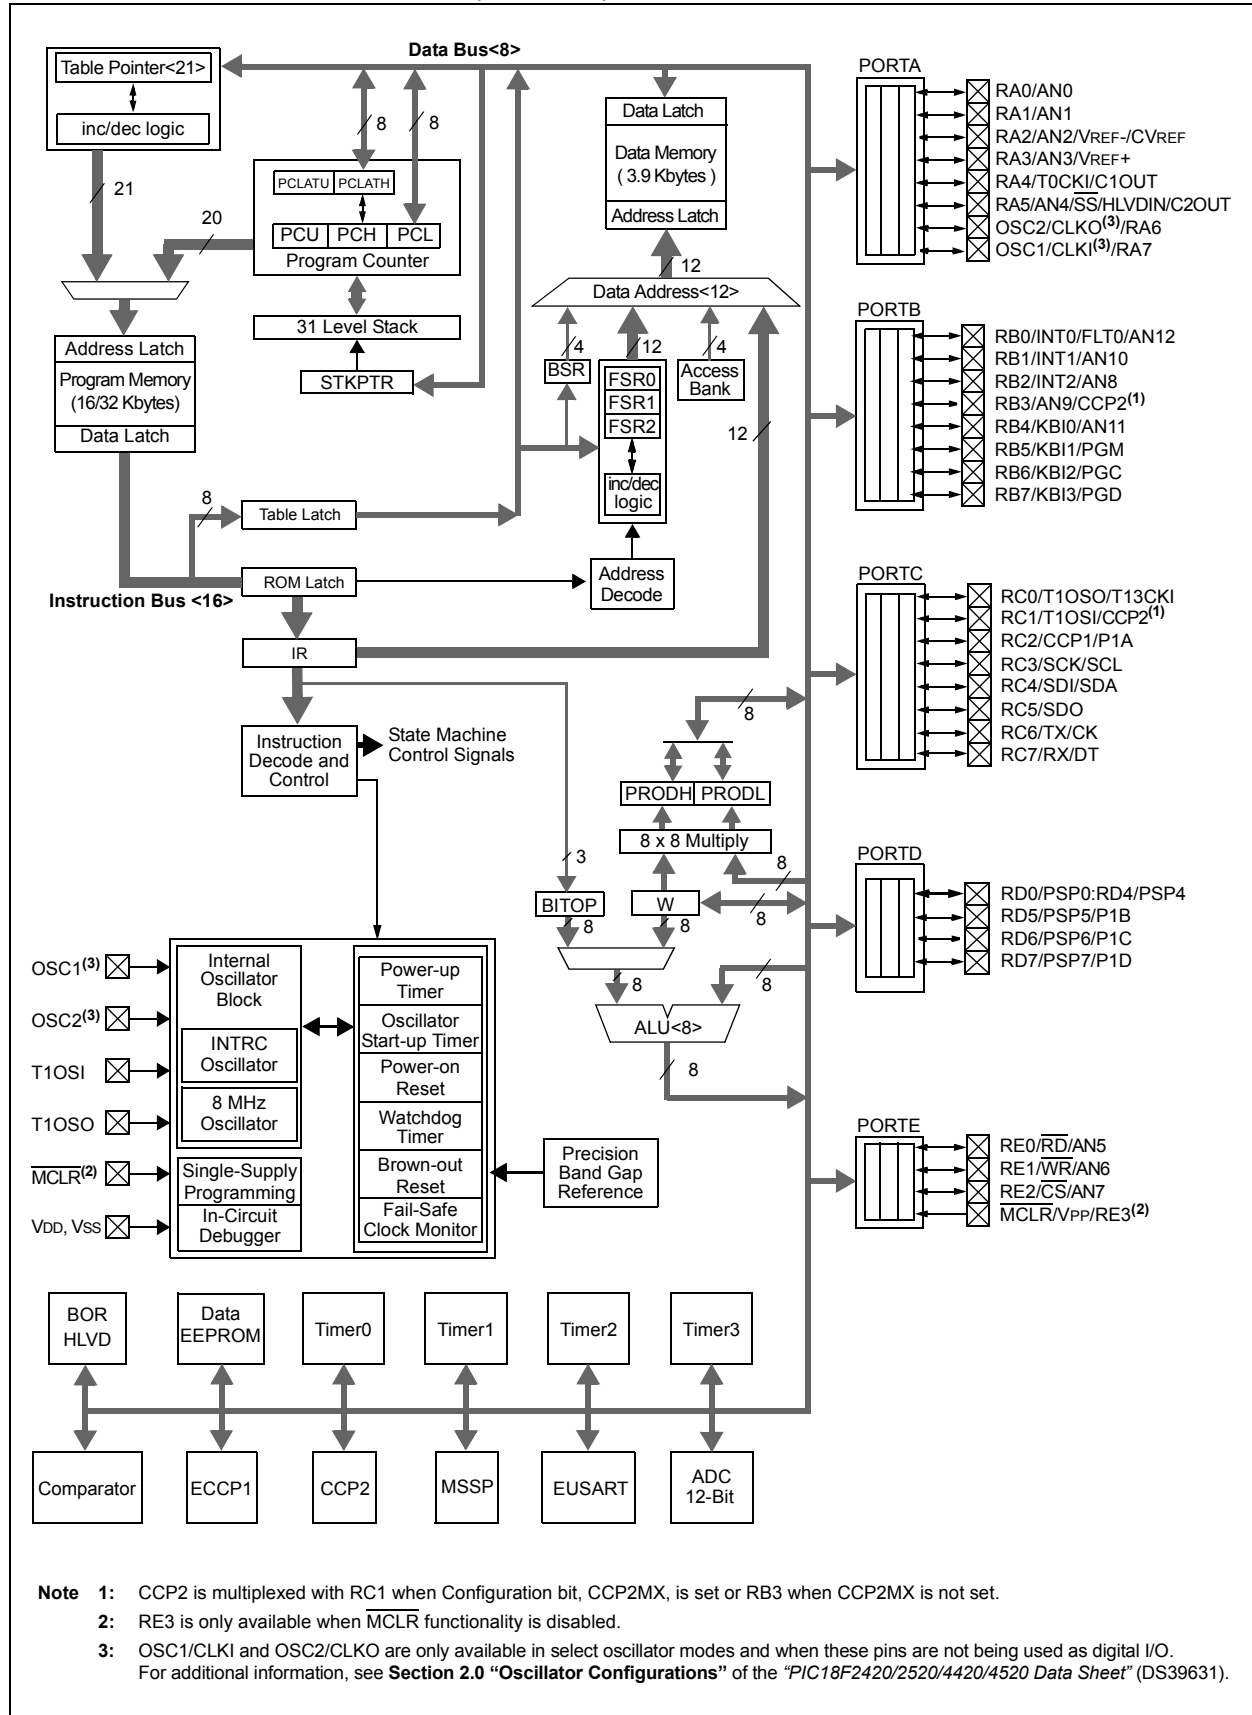 Data Bus<8>
Table Pointer<21>
inc/dec logic
21
20
8
8
PCLATU PCLATH
PCU PCH PCL
Program Counter
31 Level Stack
STKPTR
Data Latch
Data Memory
( 3.9 Kbytes )
Address Latch
12
Data Address<12>
4
12
4
BSR
FSR0
FSR1
FSR2
inc/dec
logic
Access
Bank
12
Address Latch
Program Memory
(16/32 Kbytes)
Data Latch
8
Table Latch
ROM Latch
Instruction Bus <16>
Address
Decode
IR
Instruction
Decode and
Control
State Machine
Control Signals
8
PRODH PRODL
8 x 8 Multiply
3
8
BITOP
W
8
8
8
8
8
ALU<8>
8
OSC1(3)
OSC2(3)
T1OSI
T1OSO
MCLR(2)
VDD, VSS
Internal
Oscillator
Block
INTRC
Oscillator
8 MHz
Oscillator
Single-Supply
Programming
In-Circuit
Debugger
Power-up
Timer
Oscillator
Start-up Timer
Power-on
Reset
Watchdog
Timer
Brown-out
Reset
Fail-Safe
Clock Monitor
Precision
Band Gap
Reference
PORTA
RA0/AN0
RA1/AN1
RA2/AN2/VREF-/CVREF
RA3/AN3/VREF+
RA4/T0CKI/C1OUT
RA5/AN4/SS/HLVDIN/C2OUT
OSC2/CLKO(3)/RA6
OSC1/CLKI(3)/RA7
PORTB
RB0/INT0/FLT0/AN12
RB1/INT1/AN10
RB2/INT2/AN8
RB3/AN9/CCP2(1)
RB4/KBI0/AN11
RB5/KBI1/PGM
RB6/KBI2/PGC
RB7/KBI3/PGD
PORTC
RC0/T1OSO/T13CKI
RC1/T1OSI/CCP2(1)
RC2/CCP1/P1A
RC3/SCK/SCL
RC4/SDI/SDA
RC5/SDO
RC6/TX/CK
RC7/RX/DT
PORTD
RD0/PSP0:RD4/PSP4
RD5/PSP5/P1B
RD6/PSP6/P1C
RD7/PSP7/P1D
PORTE
RE0/RD/AN5
RE1/WR/AN6
RE2/CS/AN7
MCLR/VPP/RE3(2)
BOR
HLVD
Data
EEPROM
Timer0
Timer1
Timer2
Timer3
Comparator
ECCP1
CCP2
MSSP
EUSART
ADC
12-Bit
Note 1: CCP2 is multiplexed with RC1 when Configuration bit, CCP2MX, is set or RB3 when CCP2MX is not set.
2: RE3 is only available when MCLR functionality is disabled.
3: OSC1/CLKI and OSC2/CLKO are only available in select oscillator modes and when these pins are not being used as digital I/O.
For additional information, see Section 2.0 “Oscillator Configurations” of the “PIC18F2420/2520/4420/4520 Data Sheet” (DS39631).